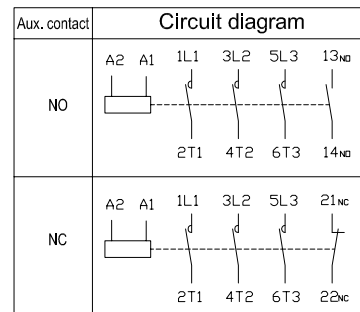 Aux. contact Circuit diagram
A2 A1 1L1 3L2 5L3 13NO
NO
2T1 4T2 6T3 14NO
A2 A1 1L1 3L2 5L3 21NC
NC
2T1 4T2 6T3 22NC